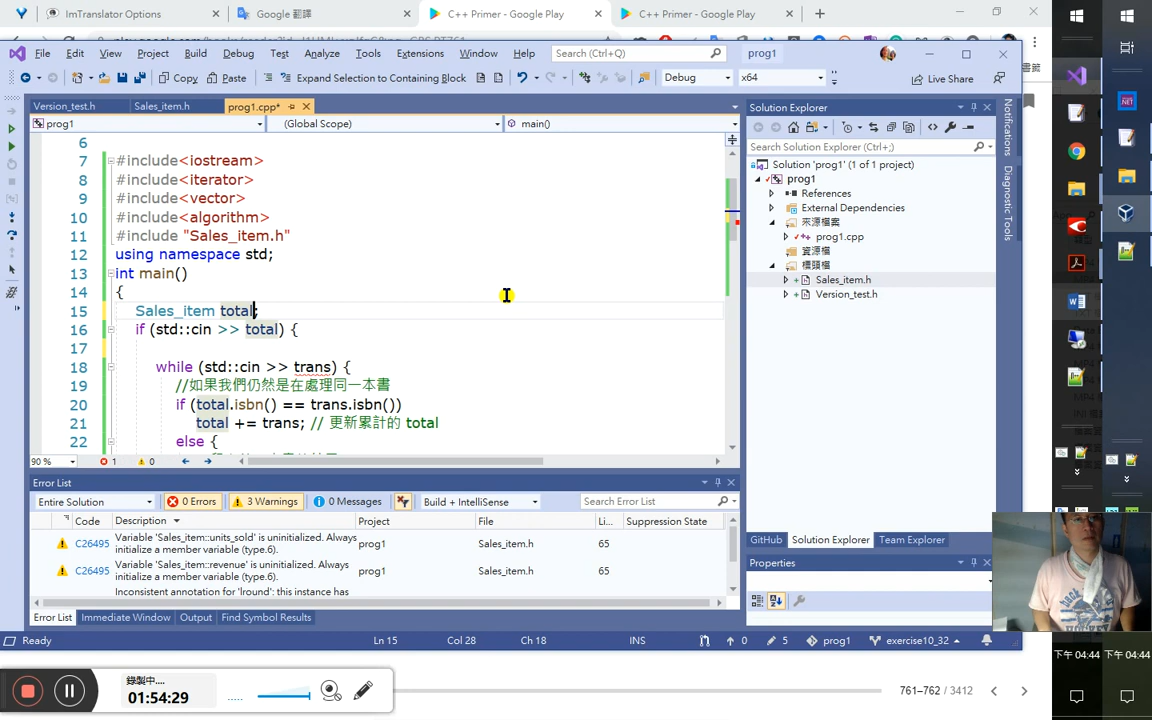 ImTranslator Options
Google 翻譯
C++ Primer - Google Play
C++ Primer - Google Play
File Edit View Project Build Debug Test Analyze Tools Extensions Window Help Search (Ctrl+Q) prog1
Copy Paste Expand Selection to Containing Block Debug x64 Live Share
Version_test.h Sales_item.h prog1.cpp*
prog1 (Global Scope) main()
6
7 #include<iostream>
8 #include<iterator>
9 #include<vector>
10 #include<algorithm>
11 #include "Sales_item.h"
12 using namespace std;
13 int main()
14 {
15 Sales_item total;
16 if (std::cin >> total) {
17
18 while (std::cin >> trans) {
19 //如果我們仍然是在處理同一本書
20 if (total.isbn() == trans.isbn())
21 total += trans; // 更新累計的 total
22 else {
90 % 1 0
Solution Explorer
Search Solution Explorer (Ctrl+;)
Solution 'prog1' (1 of 1 project)
prog1
References
External Dependencies
來源檔案
prog1.cpp
資源檔
標頭檔
Sales_item.h
Version_test.h
Notifications
Diagnostic Tools
GitHub Solution Explorer Team Explorer
Properties
Error List
Entire Solution 0 Errors 3 Warnings 0 Messages Build + IntelliSense Search Error List
Code Description Project File Li... Suppression State
C26495 Variable 'Sales_item::units_sold' is uninitialized. Always initialize a member variable (type.6). prog1 Sales_item.h 65
C26495 Variable 'Sales_item::revenue' is uninitialized. Always initialize a member variable (type.6). prog1 Sales_item.h 65
Inconsistent annotation for 'lround': this instance has
Error List Immediate Window Output Find Symbol Results
Ready Ln 15 Col 28 Ch 18 INS 0 5 prog1 exercise10_32
下午 04:44 下午 04:44
錄製中....
01:54:29
761–762 / 3412